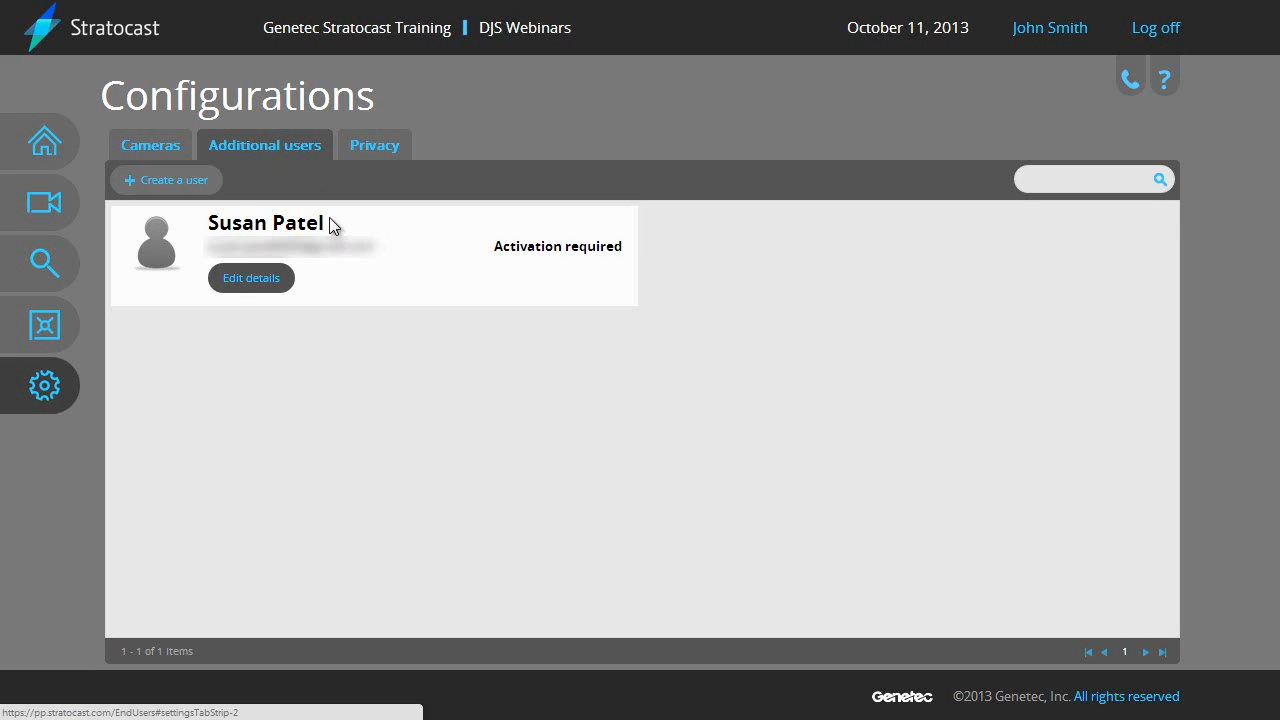 Stratocast
Genetec Stratocast Training | DJS Webinars
October 11, 2013
John Smith
Log off
?
Configurations
Cameras
Additional users
Privacy
+ Create a user
Susan Patel
Activation required
Edit details
1 - 1 of 1 items
1
Genetec
©2013 Genetec, Inc. All rights reserved
https://pp.stratocast.com/EndUsers#settingsTabStrip-2